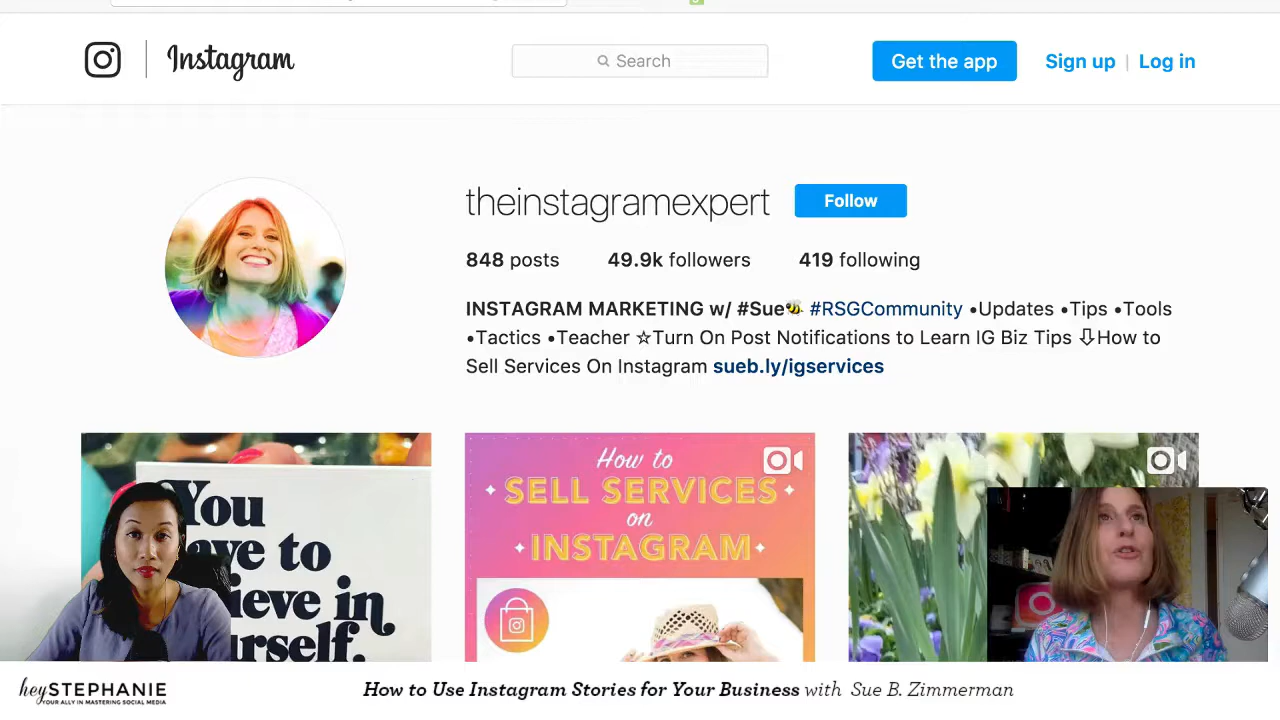 Instagram
Search
Get the app
Sign up | Log in
theinstagramexpert
Follow
848 posts 49.9k followers 419 following
INSTAGRAM MARKETING w/ #Sue🐝 #RSGCommunity •Updates •Tips •Tools
•Tactics •Teacher ☆Turn On Post Notifications to Learn IG Biz Tips ⇩How to
Sell Services On Instagram sueb.ly/igservices
You
ave to
ieve in
urself.
How to
SELL SERVICES
on
INSTAGRAM
heySTEPHANIE
YOUR ALLY IN MASTERING SOCIAL MEDIA
How to Use Instagram Stories for Your Business with Sue B. Zimmerman